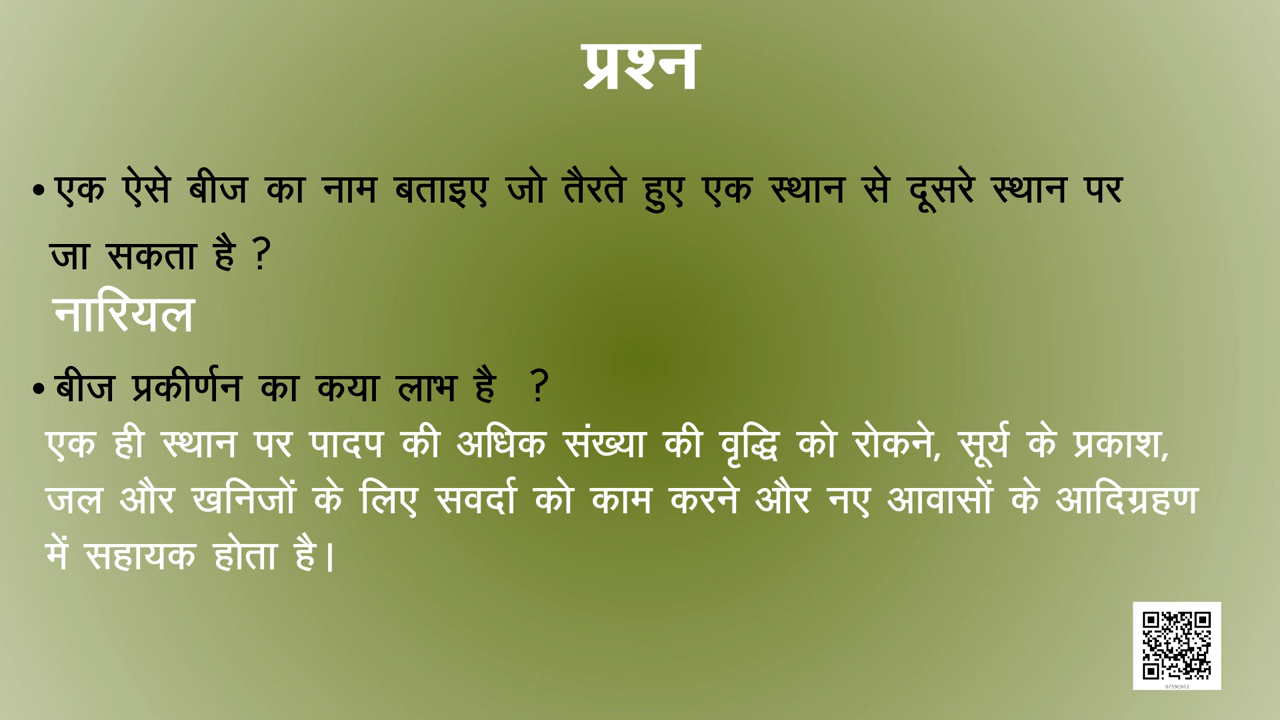 प्रश्न
• एक ऐसे बीज का नाम बताइए जो तैरते हुए एक स्थान से दूसरे स्थान पर
जा सकता है ?
नारियल
• बीज प्रकीर्णन का कया लाभ है ?
एक ही स्थान पर पादप की अधिक संख्या की वृद्धि को रोकने, सूर्य के प्रकाश,
जल और खनिजों के लिए सवर्दा को काम करने और नए आवासों के आदिग्रहण
में सहायक होता है|
0759CH12